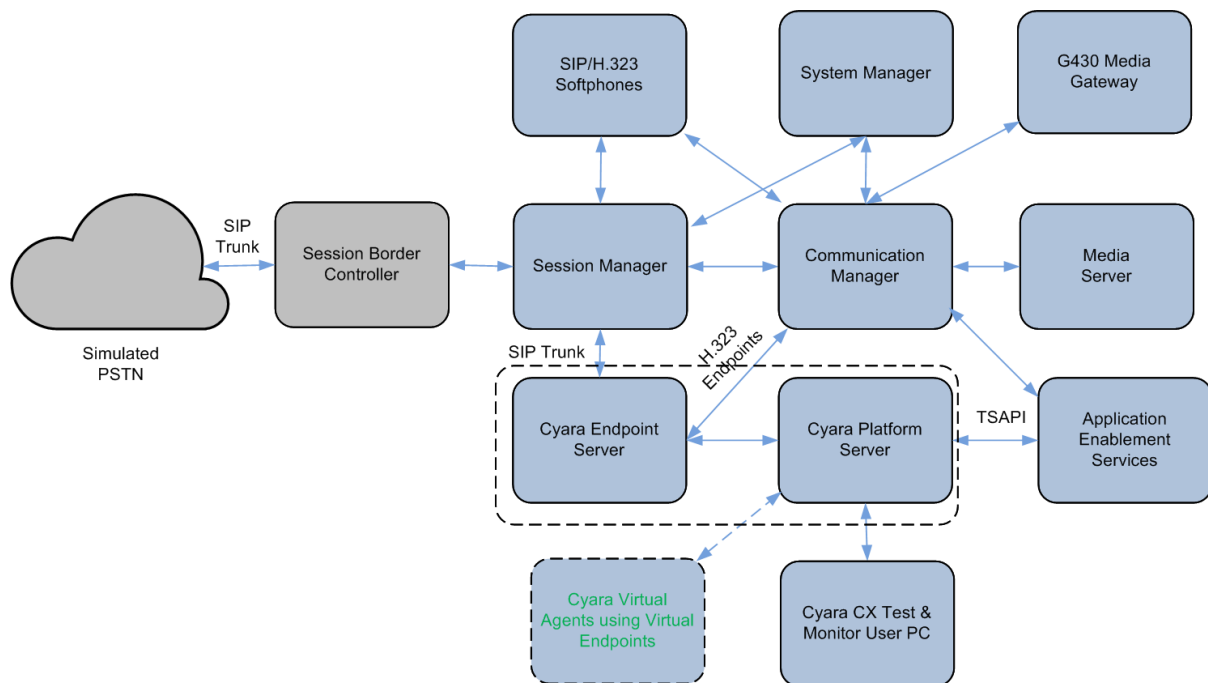 SIP/H.323
Softphones
System Manager
G430 Media
Gateway
SIP
Trunk
Session Border
Controller
Session Manager
Communication
Manager
Media
Server
Simulated
PSTN
SIP Trunk
H.323
Endpoints
Cyara Endpoint
Server
Cyara Platform
Server
TSAPI
Application
Enablement
Services
Cyara Virtual
Agents using Virtual
Endpoints
Cyara CX Test &
Monitor User PC